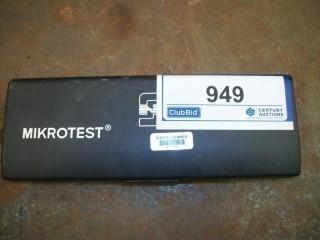 949
ClubBid
CENTURY
AUCTIONS
MIKROTEST®